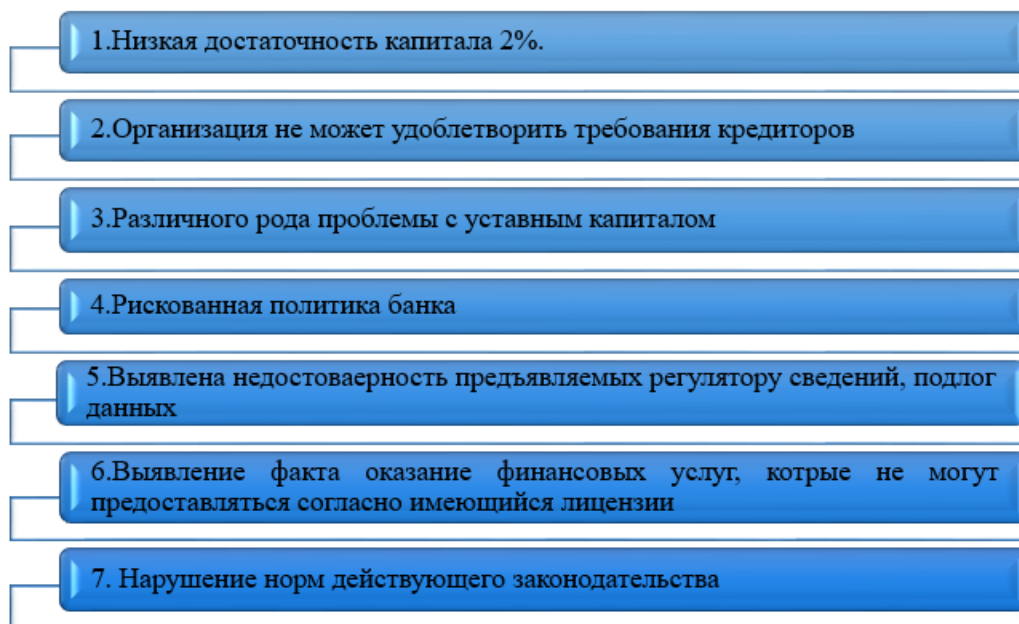 1.Низкая достаточность капитала 2%.
2.Организация не может удоблетворить требования кредиторов
3.Различного рода проблемы с уставным капиталом
4.Рискованная политика банка
5.Выявлена недостоваерность предъявляемых регулятору сведений, подлог
данных
6.Выявление факта оказание финансовых услуг, котрые не могут
предоставляться согласно имеющийся лицензии
7. Нарушение норм действующего законодательства